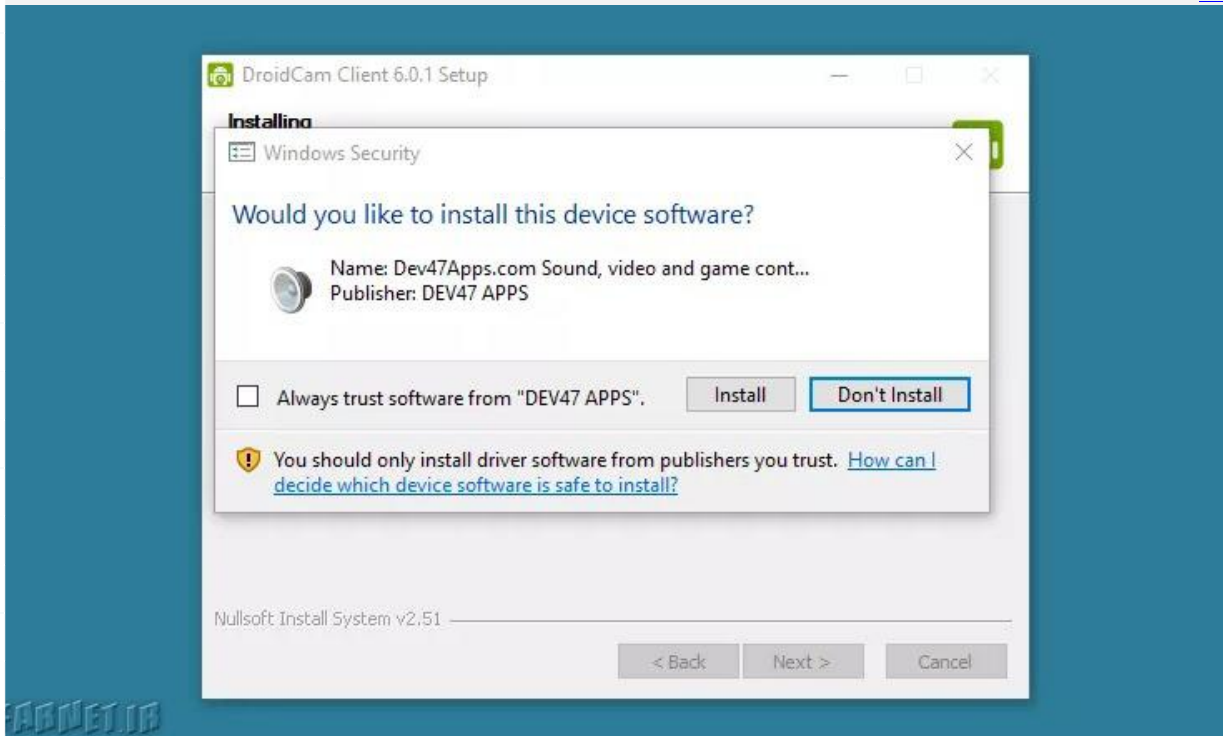 DroidCam Client 6.0.1 Setup
Installing
Windows Security
Would you like to install this device software?
Name: Dev47Apps.com Sound, video and game cont...
Publisher: DEV47 APPS
Always trust software from "DEV47 APPS".
Install
Don't Install
You should only install driver software from publishers you trust. How can I
decide which device software is safe to install?
Nullsoft Install System v2.51
< Back
Next >
Cancel